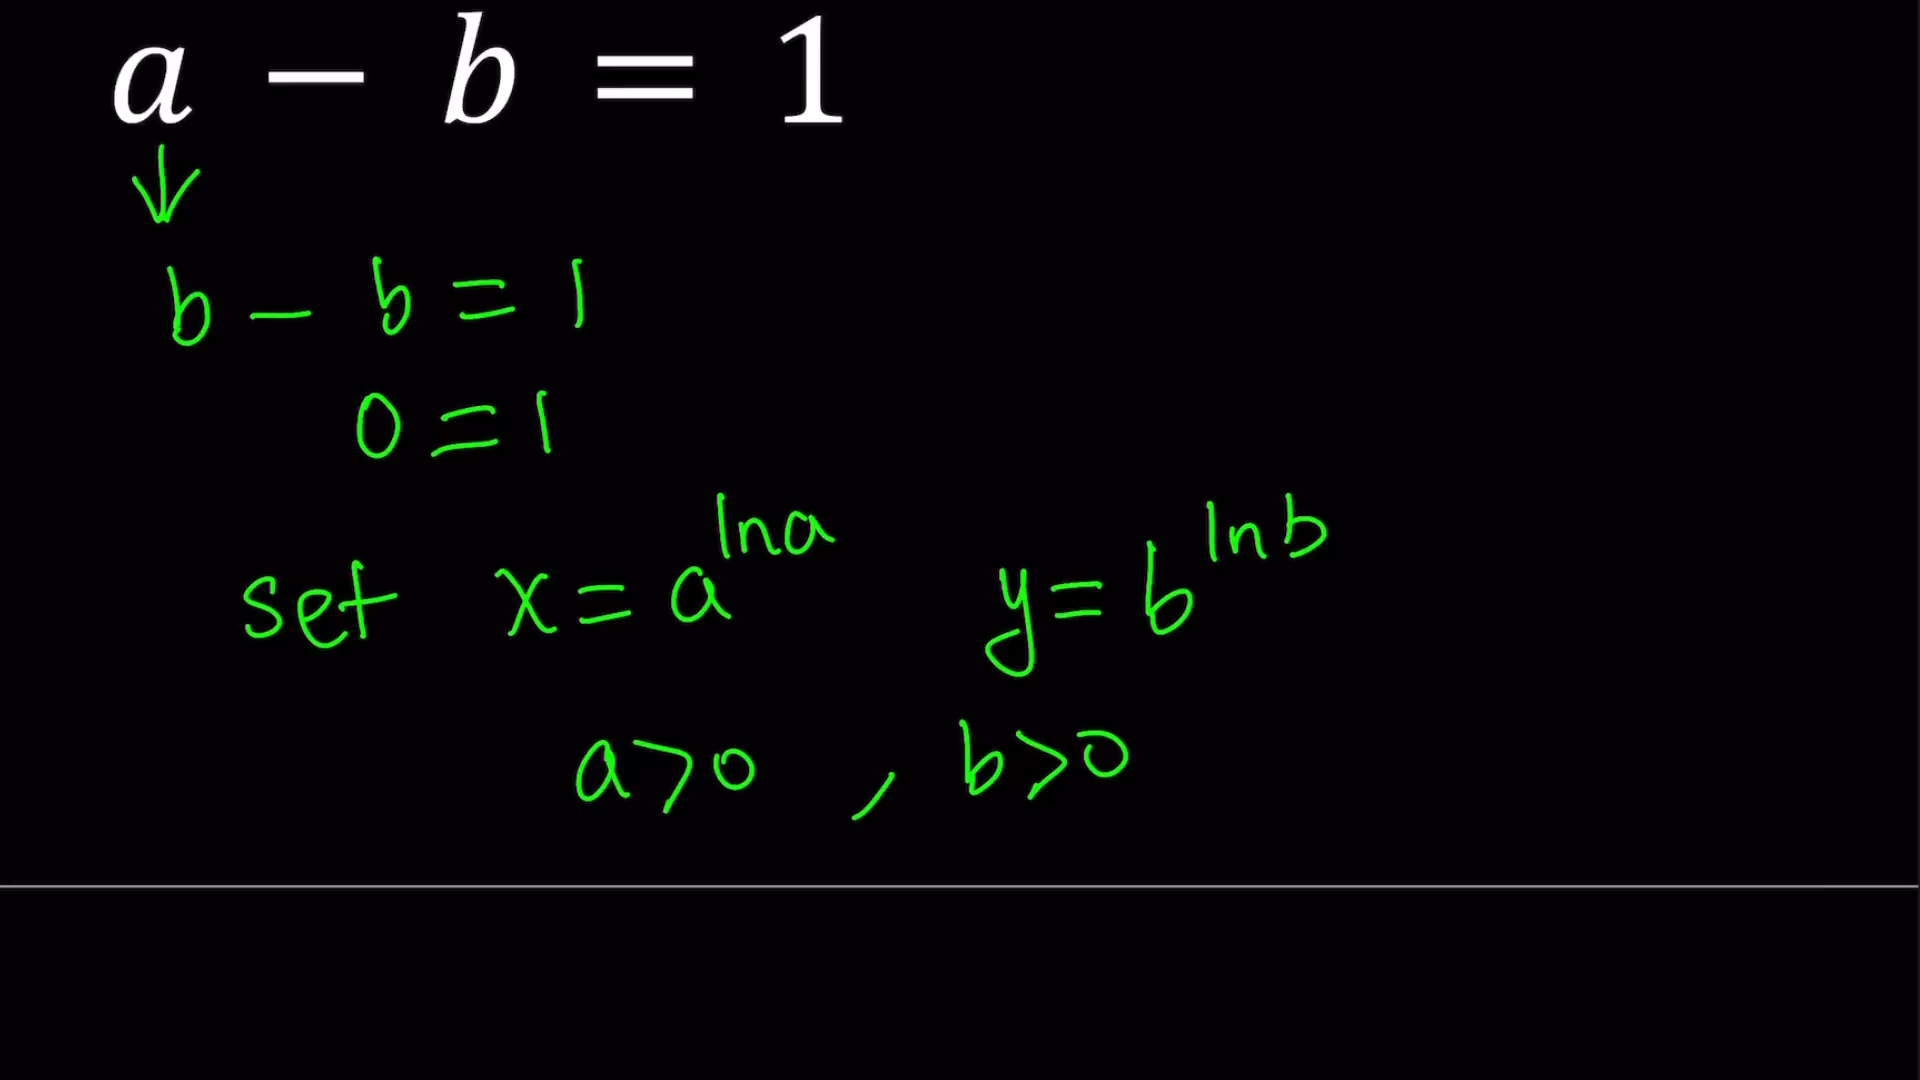 a − b = 1
b − b = 1
0 = 1
set x = a^{ln a} y = b^{ln b}
a > 0 , b > 0